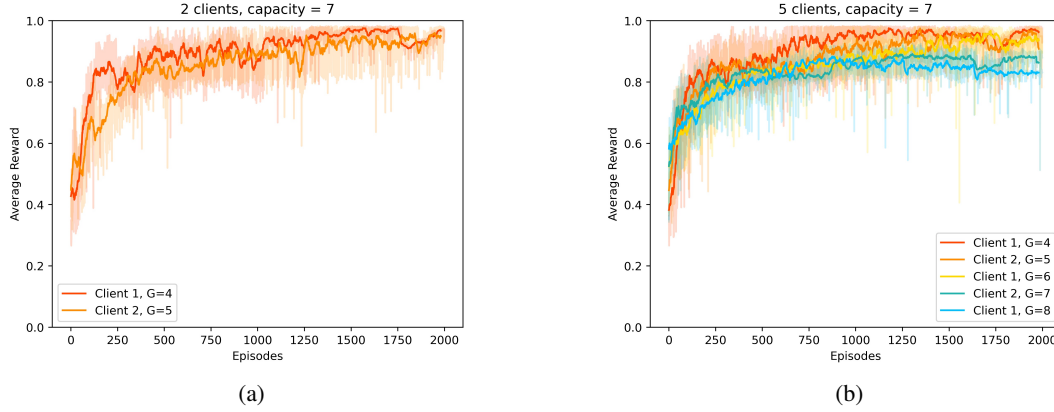 2 clients, capacity = 7
1.0
0.8
0.6
0.4
0.2
0.0
Average Reward
0 250 500 750 1000 1250 1500 1750 2000
Episodes
Client 1, G=4
Client 2, G=5
(a)
5 clients, capacity = 7
1.0
0.8
0.6
0.4
0.2
0.0
Average Reward
0 250 500 750 1000 1250 1500 1750 2000
Episodes
Client 1, G=4
Client 2, G=5
Client 1, G=6
Client 2, G=7
Client 1, G=8
(b)